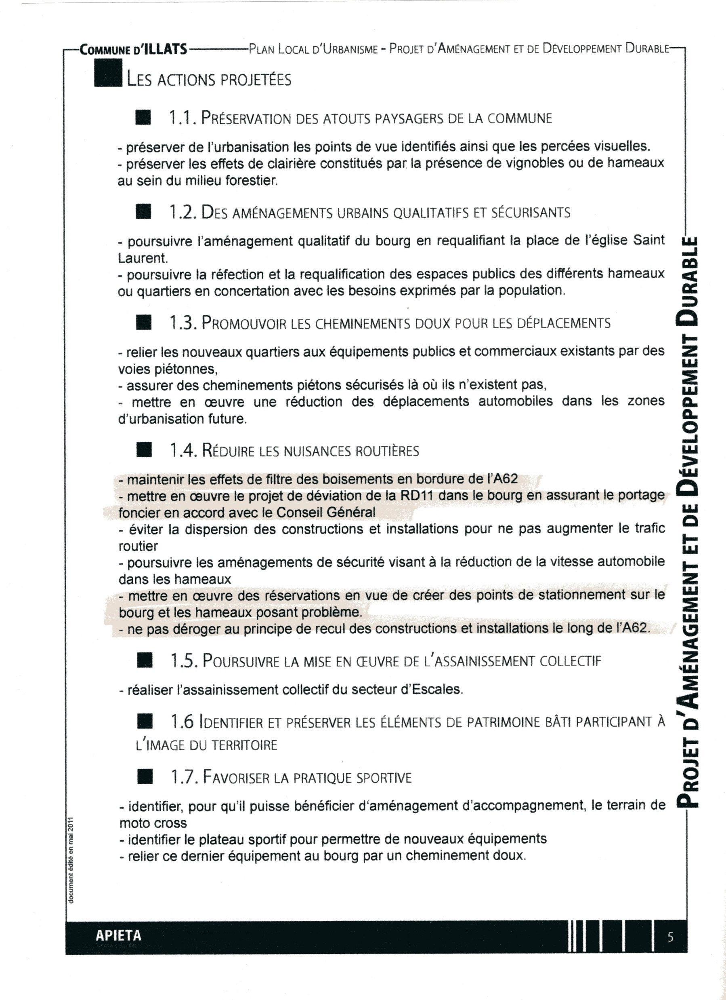 COMMUNE D'ILLATS PLAN LOCAL D'URBANISME - PROJET D'AMÉNAGEMENT ET DE DÉVELOPPEMENT DURABLE
LES ACTIONS PROJETÉES
1.1. PRÉSERVATION DES ATOUTS PAYSAGERS DE LA COMMUNE
- préserver de l'urbanisation les points de vue identifiés ainsi que les percées visuelles.
- préserver les effets de clairière constitués par la présence de vignobles ou de hameaux
au sein du milieu forestier.
1.2. DES AMÉNAGEMENTS URBAINS QUALITATIFS ET SÉCURISANTS
- poursuivre l'aménagement qualitatif du bourg en requalifiant la place de l'église Saint
Laurent.
- poursuivre la réfection et la requalification des espaces publics des différents hameaux
ou quartiers en concertation avec les besoins exprimés par la population.
1.3. PROMOUVOIR LES CHEMINEMENTS DOUX POUR LES DÉPLACEMENTS
- relier les nouveaux quartiers aux équipements publics et commerciaux existants par des
voies piétonnes,
- assurer des cheminements piétons sécurisés là où ils n'existent pas,
- mettre en œuvre une réduction des déplacements automobiles dans les zones
d'urbanisation future.
1.4. RÉDUIRE LES NUISANCES ROUTIÈRES
- maintenir les effets de filtre des boisements en bordure de l'A62
- mettre en œuvre le projet de déviation de la RD11 dans le bourg en assurant le portage
foncier en accord avec le Conseil Général
- éviter la dispersion des constructions et installations pour ne pas augmenter le trafic
routier
- poursuivre les aménagements de sécurité visant à la réduction de la vitesse automobile
dans les hameaux
- mettre en œuvre des réservations en vue de créer des points de stationnement sur le
bourg et les hameaux posant problème.
- ne pas déroger au principe de recul des constructions et installations le long de l'A62.
1.5. POURSUIVRE LA MISE EN ŒUVRE DE L'ASSAINISSEMENT COLLECTIF
- réaliser l'assainissement collectif du secteur d'Escales.
1.6 IDENTIFIER ET PRÉSERVER LES ÉLÉMENTS DE PATRIMOINE BÂTI PARTICIPANT À
L'IMAGE DU TERRITOIRE
1.7. FAVORISER LA PRATIQUE SPORTIVE
- identifier, pour qu'il puisse bénéficier d'aménagement d'accompagnement, le terrain de
moto cross
- identifier le plateau sportif pour permettre de nouveaux équipements
- relier ce dernier équipement au bourg par un cheminement doux.
PROJET D'AMÉNAGEMENT ET DE DÉVELOPPEMENT DURABLE
document édité en mai 2011
APIETA
5